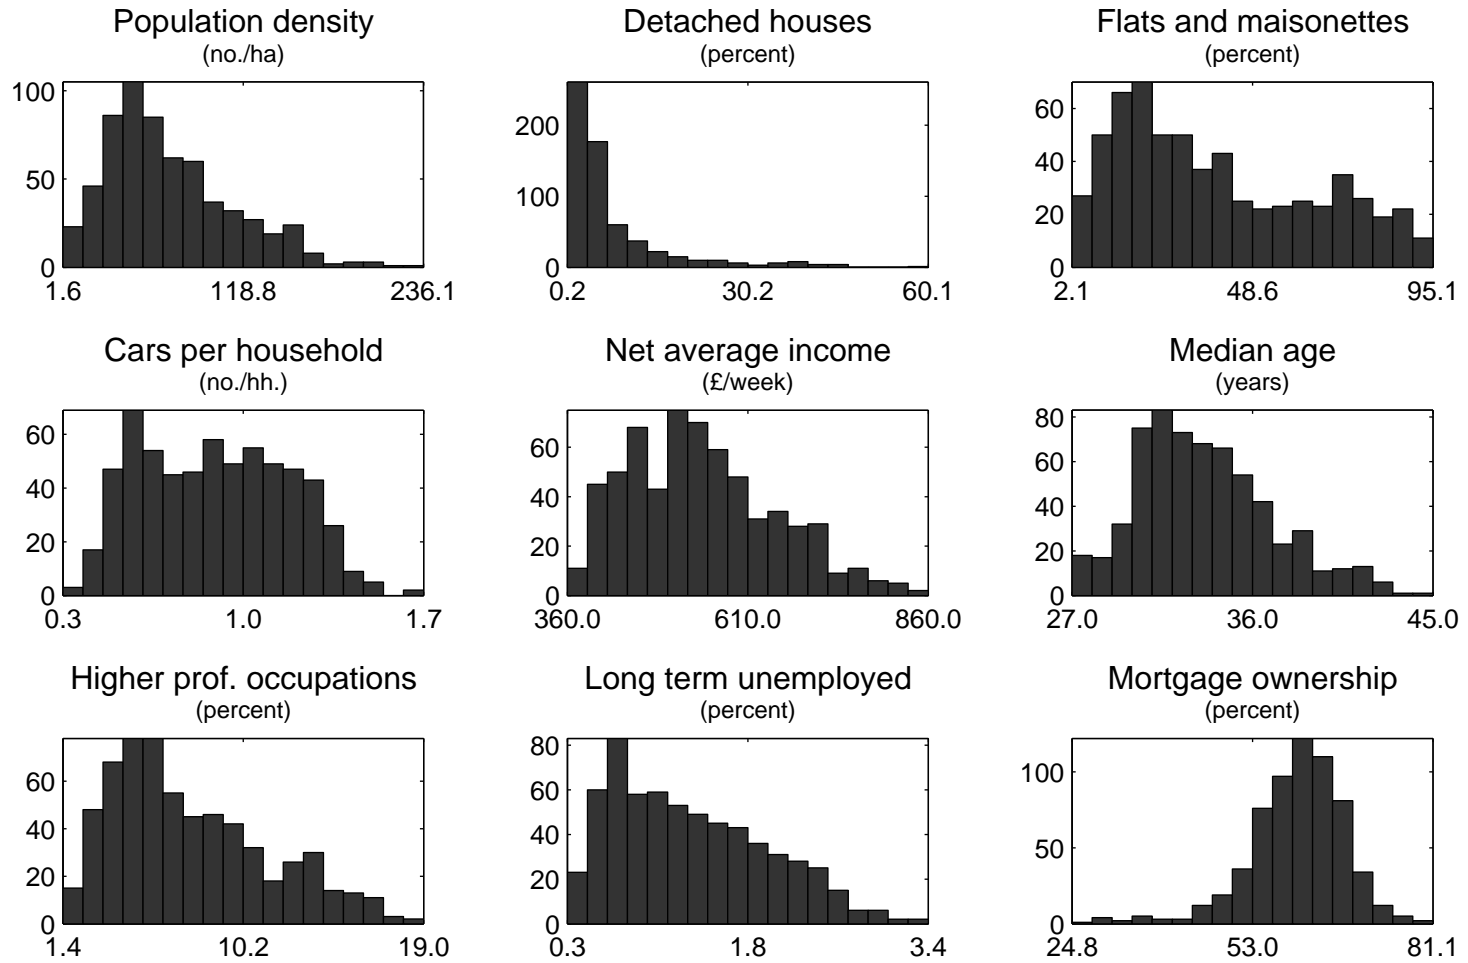 Population density
(no./ha)
100
50
0
1.6 118.8 236.1
Detached houses
(percent)
200
100
0
0.2 30.2 60.1
Flats and maisonettes
(percent)
60
40
20
0
2.1 48.6 95.1
Cars per household
(no./hh.)
60
40
20
0
0.3 1.0 1.7
Net average income
(£/week)
60
40
20
0
360.0 610.0 860.0
Median age
(years)
80
60
40
20
0
27.0 36.0 45.0
Higher prof. occupations
(percent)
60
40
20
0
1.4 10.2 19.0
Long term unemployed
(percent)
80
60
40
20
0
0.3 1.8 3.4
Mortgage ownership
(percent)
100
50
0
24.8 53.0 81.1